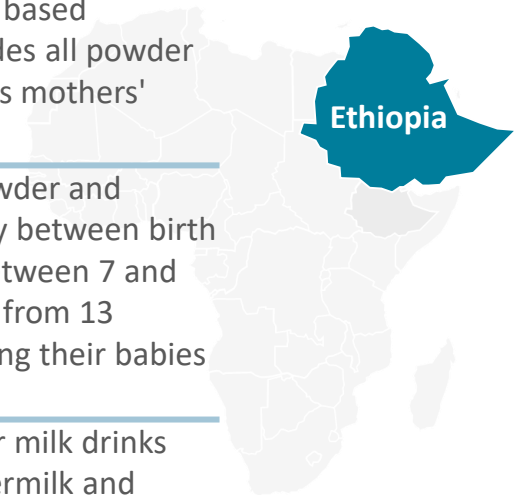 based
des all powder
s mothers'
Ethiopia
wder and
y between birth
tween 7 and
from 13
ng their babies
r milk drinks
ermilk and